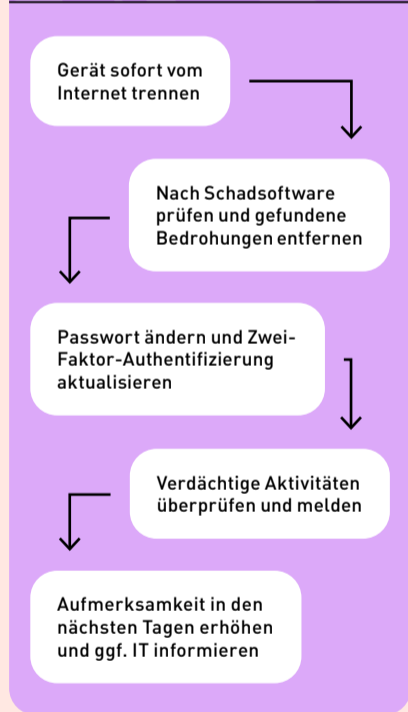 Gerät sofort vom
Internet trennen
Nach Schadsoftware
prüfen und gefundene
Bedrohungen entfernen
Passwort ändern und Zwei-
Faktor-Authentifizierung
aktualisieren
Verdächtige Aktivitäten
überprüfen und melden
Aufmerksamkeit in den
nächsten Tagen erhöhen
und ggf. IT informieren